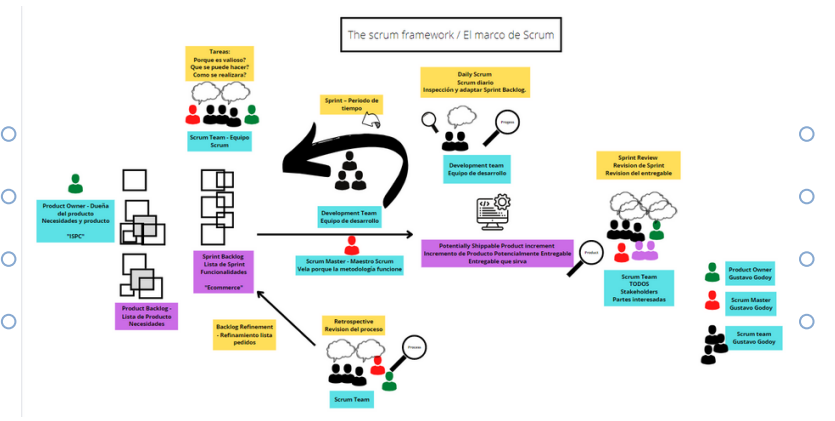 The scrum framework / El marco de Scrum
Tareas:
Porque es valioso?
Que se puede hacer?
Como se realizara?
Scrum Team - Equipo
Scrum
Sprint – Periodo de
tiempo
Daily Scrum
Scrum diario
Inspección y adaptar Sprint Backlog.
Progress
Development team
Equipo de desarrollo
Sprint Review
Revision de Sprint
Revision del entregable
Product Owner - Dueña
del producto
Necesidades y producto
"ISPC"
Development Team
Equipo de desarrollo
Sprint Backlog
Lista de Sprint
Funcionalidades
"Ecommerce"
Scrum Master - Maestro Scrum
Vela porque la metodología funcione
Potentially Shippable Product Increment
Incremento de Producto Potencialmente Entregable
Entregable que sirva
Product
Scrum Team
TODOS
Stakeholders
Partes interesadas
Product Owner
Gustavo Godoy
Scrum Master
Gustavo Godoy
Scrum team
Gustavo Godoy
Product Backlog -
Lista de Producto
Necesidades
Backlog Refinement
- Refinamiento lista
pedidos
Retrospective
Revision del proceso
Process
Scrum Team